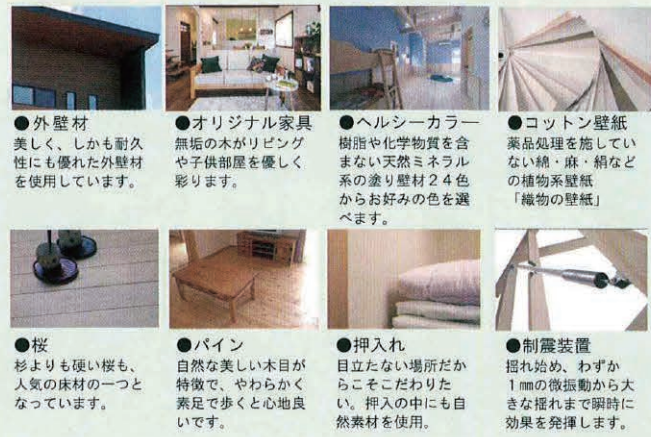 ●外壁材
美しく、しかも耐久
性にも優れた外壁材
を使用しています。
●オリジナル家具
無垢の木がリビング
や子供部屋を優しく
彩ります。
●ヘルシーカラー
樹脂や化学物質を含
まない天然ミネラル
系の塗り壁材24色
からお好みの色を選
べます。
●コットン壁紙
薬品処理を施してい
ない綿・麻・絹など
の植物系壁紙
「織物の壁紙」
●桜
杉よりも硬い桜も、
人気の床材の一つと
なっています。
●パイン
自然な美しい木目が
特徴で、やわらかく
素足で歩くと心地良
いです。
●押入れ
目立たない場所だか
らこそこだわりた
い。押入の中にも自
然素材を使用。
●制震装置
揺れ始め、わずか
1mmの微振動から大
きな揺れまで瞬時に
効果を発揮します。